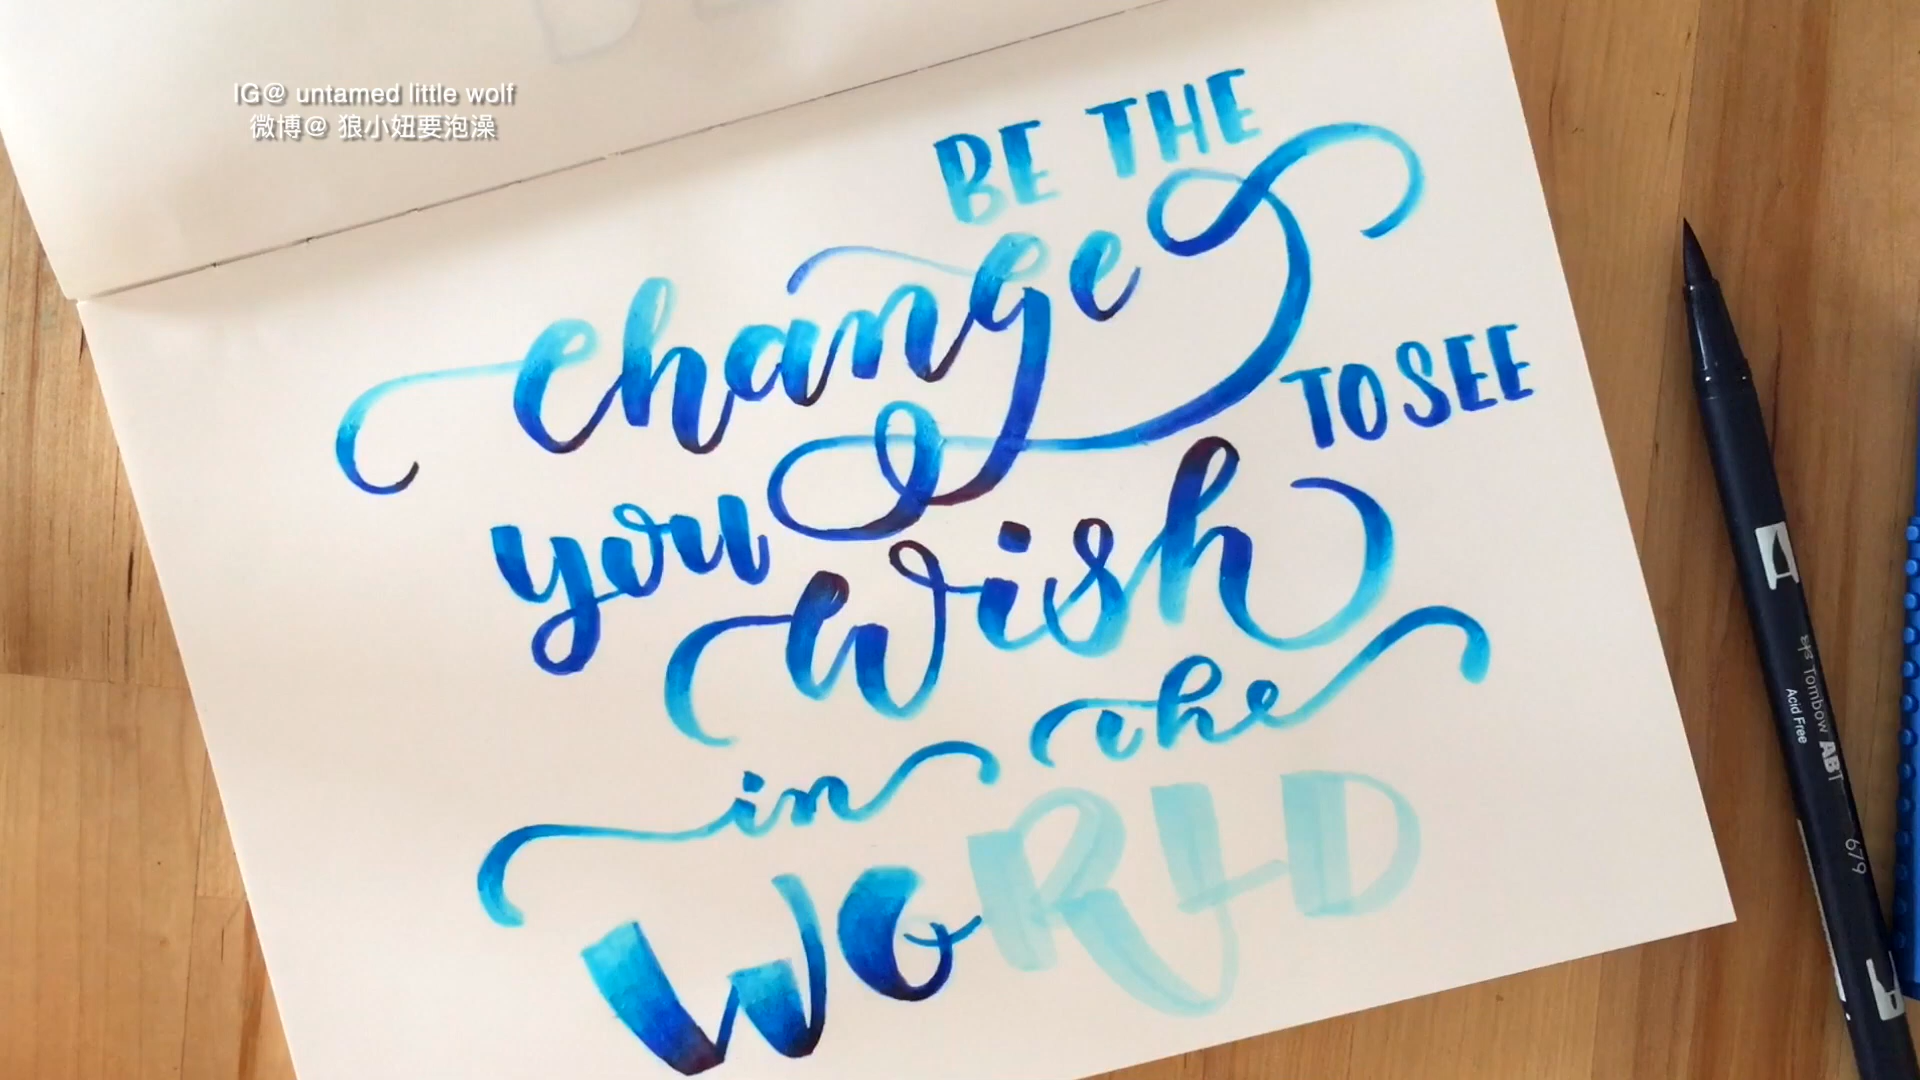 IG@ untamed little wolf
微博@ 狼小妞要泡澡
BE THE
change
TO SEE
you
wish
in the
WORLD
Tombow ABT
Acid Free
679